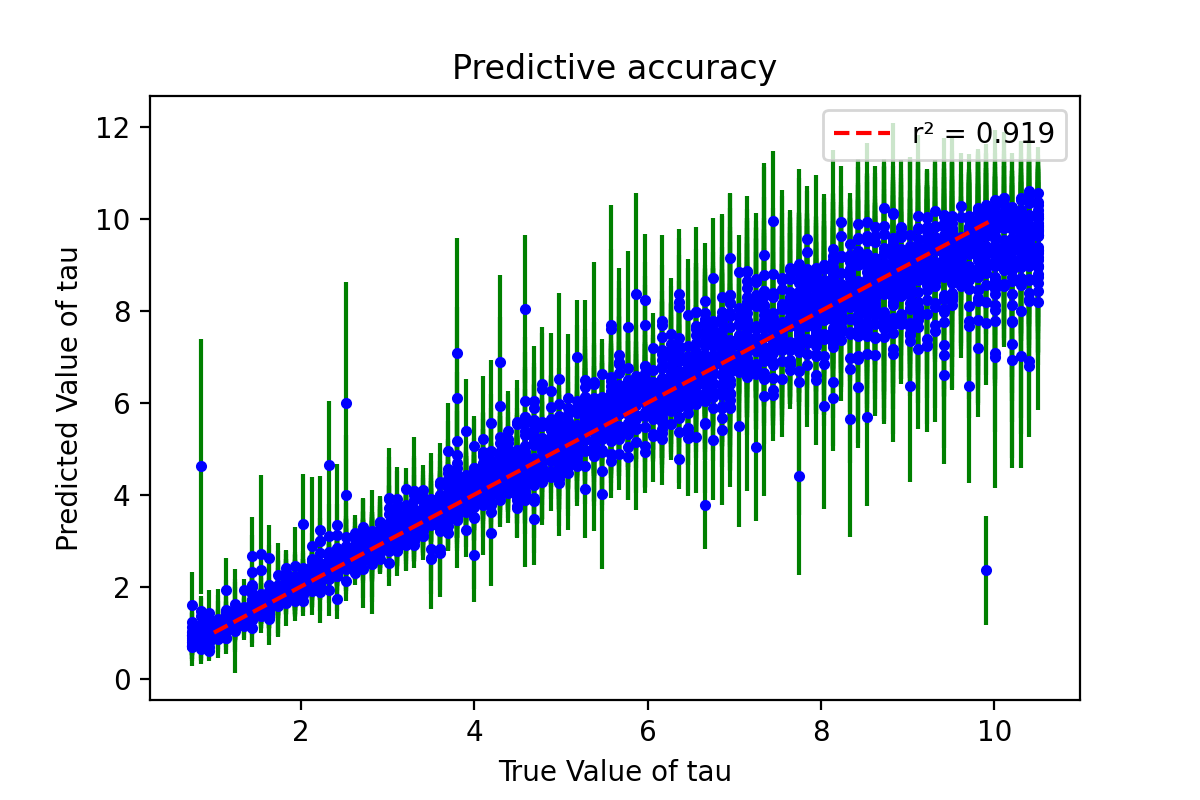 Predictive accuracy
r² = 0.919
12
10
8
6
4
2
0
Predicted Value of tau
2 4 6 8 10
True Value of tau